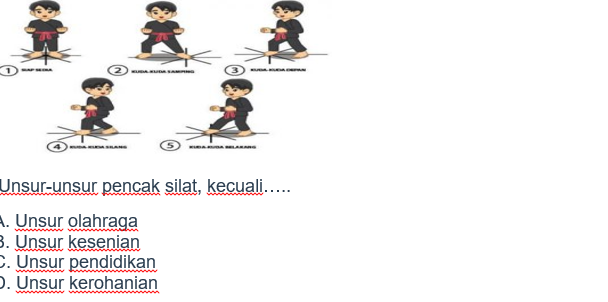 1 SIAP SEDIA
2 KUDA-KUDA SAMPING
3 KUDA-KUDA DEPAN
4 KUDA-KUDA SILANG
5 KUDA-KUDA BELAKANG
Unsur-unsur pencak silat, kecuali…..
A. Unsur olahraga
B. Unsur kesenian
C. Unsur pendidikan
D. Unsur kerohanian